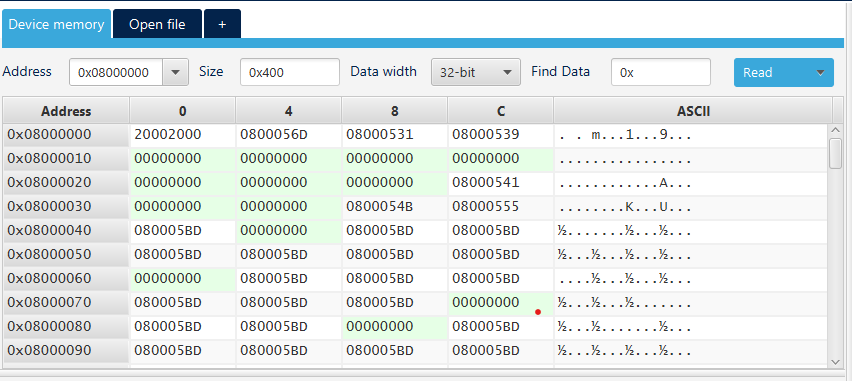 Device memory Open file +
Address 0x08000000 Size 0x400 Data width 32-bit Find Data 0x Read
Address 0 4 8 C ASCII
0x08000000 20002000 0800056D 08000531 08000539 . . m...1...9...
0x08000010 00000000 00000000 00000000 00000000 ................
0x08000020 00000000 00000000 00000000 08000541 ............A...
0x08000030 00000000 00000000 0800054B 08000555 ........K...U...
0x08000040 080005BD 00000000 080005BD 080005BD ½.......½...½...
0x08000050 080005BD 080005BD 080005BD 080005BD ½...½...½...½...
0x08000060 00000000 080005BD 080005BD 080005BD ....½...½...½...
0x08000070 080005BD 080005BD 080005BD 00000000 ½...½...½.......
0x08000080 080005BD 080005BD 00000000 080005BD ½...½.......½...
0x08000090 080005BD 080005BD 080005BD 080005BD ½...½...½...½...